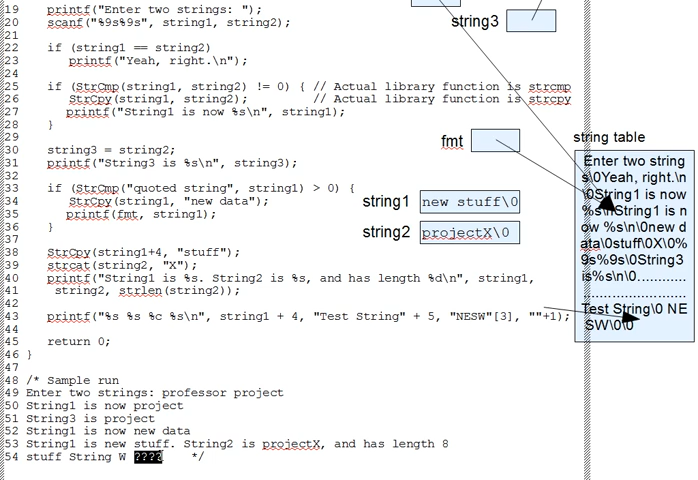 19    printf("Enter two strings: ");
20    scanf("%9s%9s", string1, string2);
21
22    if (string1 == string2)
23       printf("Yeah, right.\n");
24
25    if (StrCmp(string1, string2) != 0) { // Actual library function is strcmp
26       StrCpy(string1, string2);         // Actual library function is strcpy
27       printf("String1 is now %s\n", string1);
28    }
29
30    string3 = string2;
31    printf("String3 is %s\n", string3);
32
33    if (StrCmp("quoted string", string1) > 0) {
34       StrCpy(string1, "new data");
35       printf(fmt, string1);
36    }
37
38    StrCpy(string1+4, "stuff");
39    strcat(string2, "X");
40    printf("String1 is %s. String2 is %s, and has length %d\n", string1,
41     string2, strlen(string2));
42
43    printf("%s %s %c %s\n", string1 + 4, "Test String" + 5, "NESW"[3], ""+1);
44
45    return 0;
46 }
47
48 /* Sample run
49 Enter two strings: professor project
50 String1 is now project
51 String3 is project
52 String1 is now new data
53 String1 is new stuff. String2 is projectX, and has length 8
54 stuff String W ????    */
string3
fmt
string1 new stuff\0
string2 projectX\0
string table
Enter two string
s\0Yeah, right.\n
\0String1 is now
%s\nString1 is n
ow %s\n\0new d
ata\0stuff\0X\0%
9s%9s\0String3
is%s\n\0............
............................
Test String\0 NE
SW\0\0